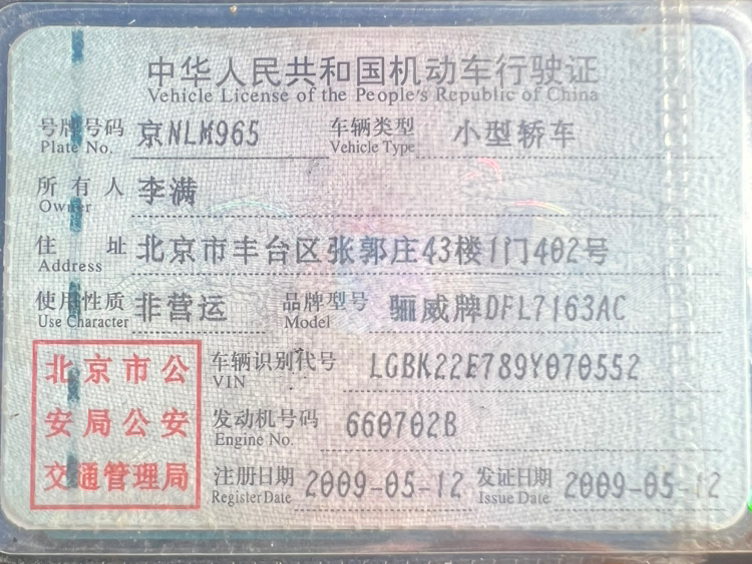 中华人民共和国机动车行驶证
Vehicle License of the People's Republic of China
号牌号码 京NLM965 车辆类型 小型轿车
Plate No. Vehicle Type
所有人 李满
Owner
住址 北京市丰台区张郭庄43楼1门402号
Address
使用性质 非营运 品牌型号 骊威牌DFL7163AC
Use Character Model
北京市公
安局公安
交通管理局
车辆识别代号 LGBK22E789Y070552
VIN
发动机号码 660702B
Engine No.
注册日期 2009-05-12 发证日期 2009-05-12
Register Date Issue Date